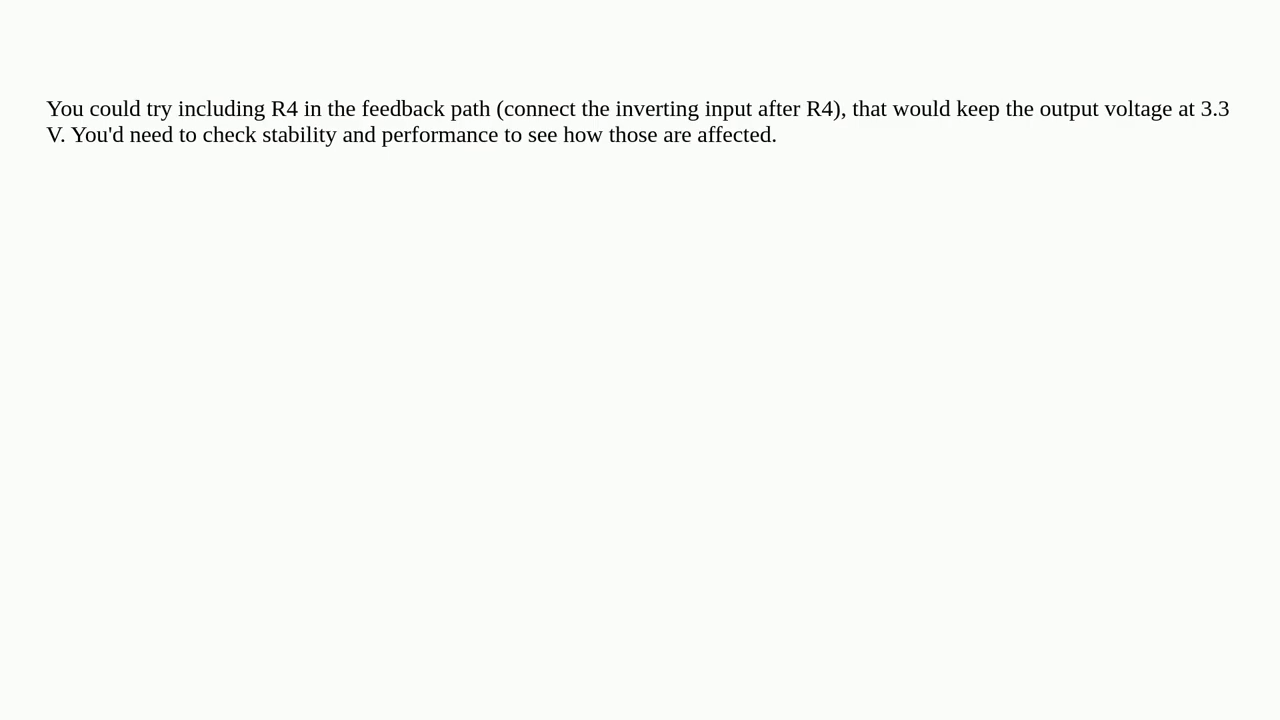 You could try including R4 in the feedback path (connect the inverting input after R4), that would keep the output voltage at 3.3
V. You'd need to check stability and performance to see how those are affected.